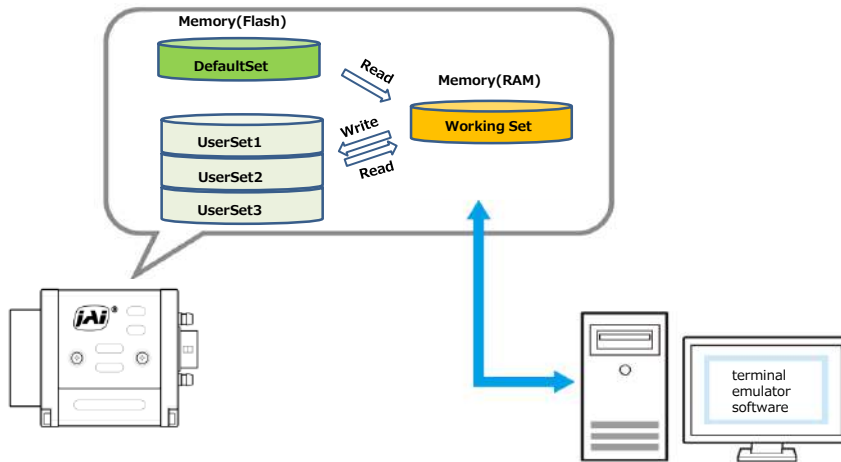 Memory(Flash)
DefaultSet
Read
Memory(RAM)
Working Set
Write
Read
UserSet1
UserSet2
UserSet3
JAi®
terminal
emulator
software